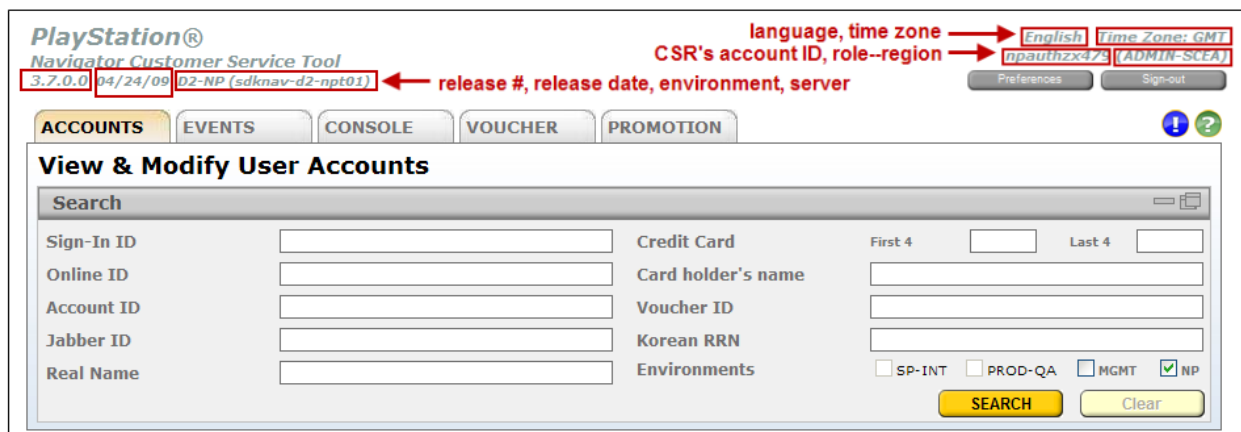 PlayStation®
language, time zone
English Time Zone: GMT
Navigator Customer Service Tool
CSR's account ID, role--region
npauthzx479 (ADMIN-SCEA)
3.7.0.0 04/24/09 D2-NP (sdknav-d2-npt01)
release #, release date, environment, server
Preferences Sign-out
ACCOUNTS EVENTS CONSOLE VOUCHER PROMOTION ! ?
View & Modify User Accounts
Search
Sign-In ID Credit Card First 4 Last 4
Online ID Card holder's name
Account ID Voucher ID
Jabber ID Korean RRN
Real Name Environments SP-INT PROD-QA MGMT NP
SEARCH Clear